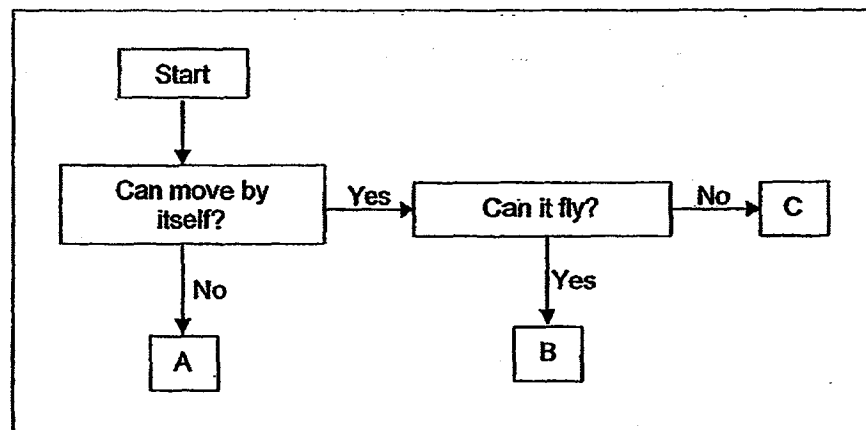 Start
Can move by
itself?
Yes
Can it fly?
No
C
No
Yes
A
B